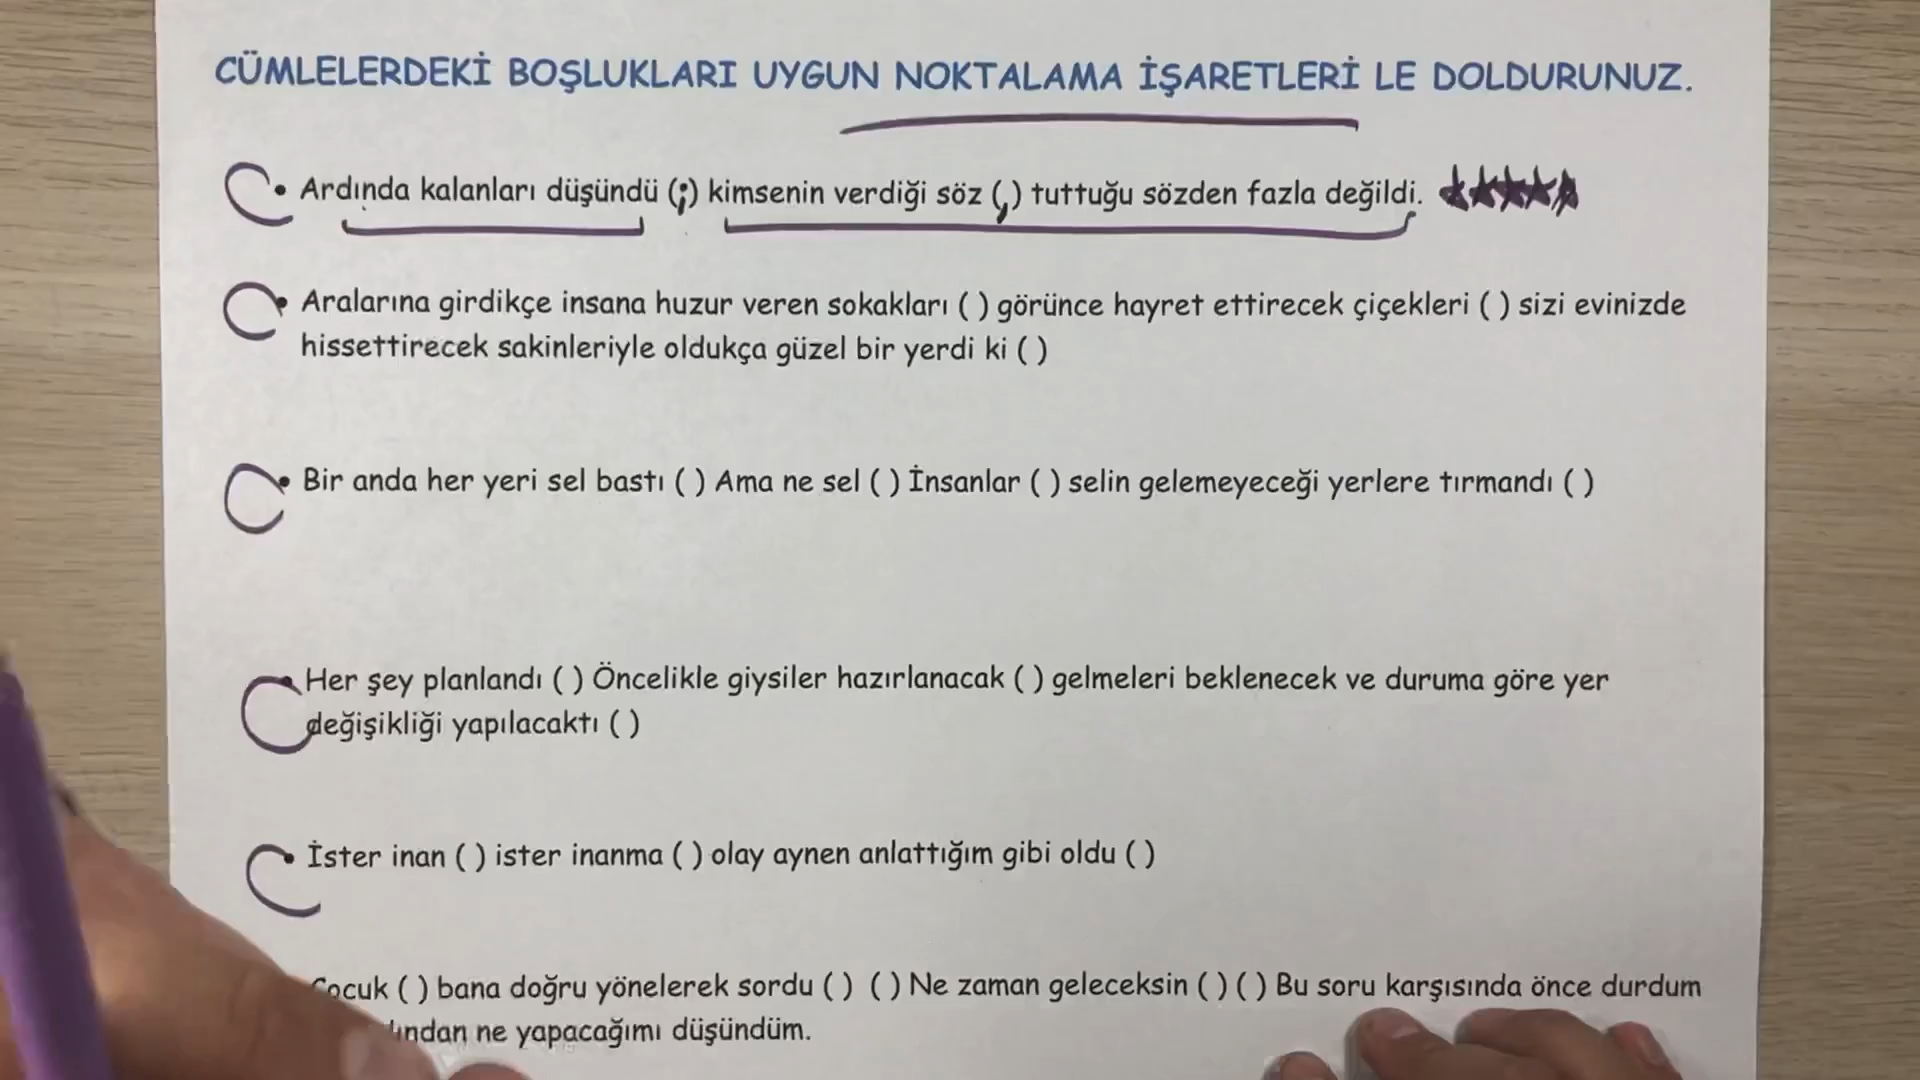 CÜMLELERDEKİ BOŞLUKLARI UYGUN NOKTALAMA İŞARETLERİ LE DOLDURUNUZ.
• Ardında kalanları düşündü (;) kimsenin verdiği söz (,) tuttuğu sözden fazla değildi.
• Aralarına girdikçe insana huzur veren sokakları ( ) görünce hayret ettirecek çiçekleri ( ) sizi evinizde
hissettirecek sakinleriyle oldukça güzel bir yerdi ki ( )
• Bir anda her yeri sel bastı ( ) Ama ne sel ( ) İnsanlar ( ) selin gelemeyeceği yerlere tırmandı ( )
• Her şey planlandı ( ) Öncelikle giysiler hazırlanacak ( ) gelmeleri beklenecek ve duruma göre yer
değişikliği yapılacaktı ( )
• İster inan ( ) ister inanma ( ) olay aynen anlattığım gibi oldu ( )
Çocuk ( ) bana doğru yönelerek sordu ( ) ( ) Ne zaman geleceksin ( ) ( ) Bu soru karşısında önce durdum
ne yapacağımı düşündüm.